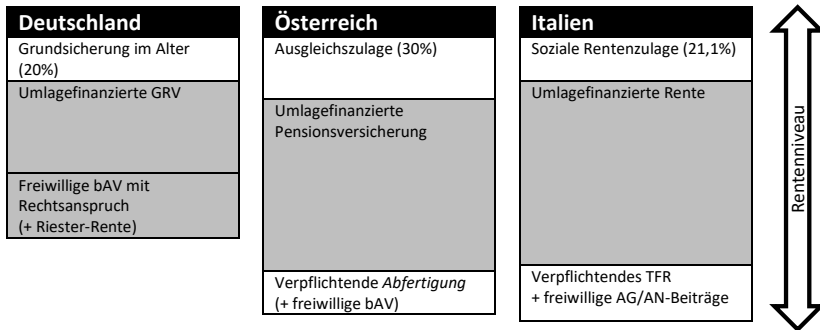 Deutschland
Grundsicherung im Alter
(20%)
Umlagefinanzierte GRV
Freiwillige bAV mit
Rechtsanspruch
(+ Riester-Rente)
Österreich
Ausgleichszulage (30%)
Umlagefinanzierte
Pensionsversicherung
Verpflichtende Abfertigung
(+ freiwillige bAV)
Italien
Soziale Rentenzulage (21,1%)
Umlagefinanzierte Rente
Verpflichtendes TFR
+ freiwillige AG/AN-Beiträge
Rentenniveau